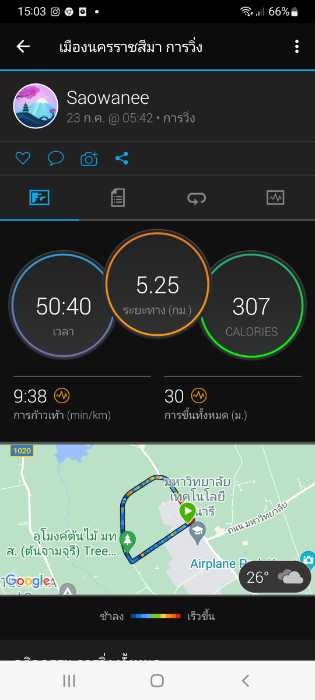 15:03
66%
เมืองนครราชสีมา การวิ่ง
Saowanee
23 ก.ค. @ 05:42 • การวิ่ง
50:40
เวลา
5.25
ระยะทาง (กม.)
307
CALORIES
9:38
การก้าวเท้า (min/km)
30
การขึ้นทั้งหมด (ม.)
1020
มหาวิทยาลัย
เทคโนโลยี
นารี
อุโมงค์ต้นไม้ มท
ส. (ต้นจามจุรี) Tree...
ถนน มหาวิทยาลัย
Airplane
Google
26°
ช้าลง
เร็วขึ้น